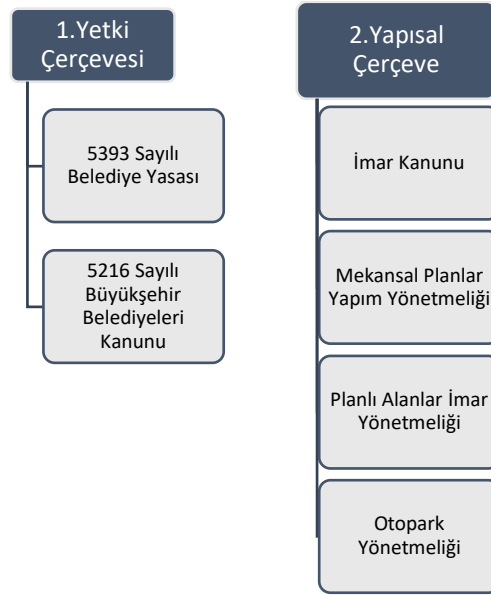 1.Yetki
Çerçevesi
5393 Sayılı
Belediye Yasası
5216 Sayılı
Büyükşehir
Belediyeleri
Kanunu
2.Yapısal
Çerçeve
İmar Kanunu
Mekansal Planlar
Yapım Yönetmeliği
Planlı Alanlar İmar
Yönetmeliği
Otopark
Yönetmeliği